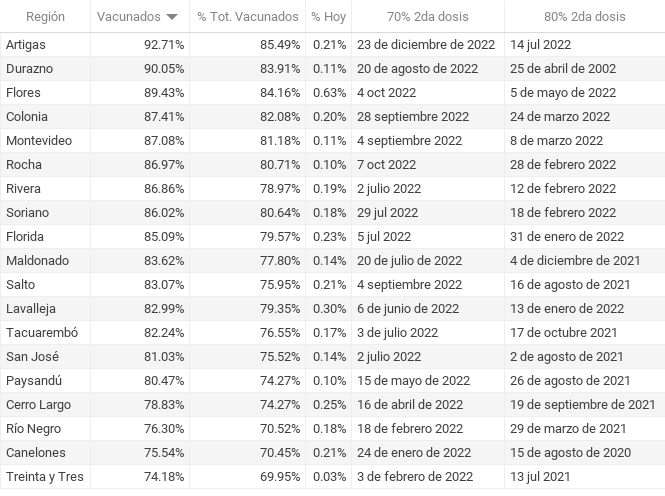 Región Vacunados % Tot. Vacunados % Hoy 70% 2da dosis 80% 2da dosis
Artigas 92.71% 85.49% 0.21% 23 de diciembre de 2022 14 jul 2022
Durazno 90.05% 83.91% 0.11% 20 de agosto de 2022 25 de abril de 2002
Flores 89.43% 84.16% 0.63% 4 oct 2022 5 de mayo de 2022
Colonia 87.41% 82.08% 0.20% 28 septiembre 2022 24 de marzo 2022
Montevideo 87.08% 81.18% 0.11% 4 septiembre 2022 8 de marzo 2022
Rocha 86.97% 80.71% 0.10% 7 oct 2022 28 de febrero 2022
Rivera 86.86% 78.97% 0.19% 2 julio 2022 12 de febrero 2022
Soriano 86.02% 80.64% 0.18% 29 jul 2022 18 de febrero 2022
Florida 85.09% 79.57% 0.23% 5 jul 2022 31 de enero de 2022
Maldonado 83.62% 77.80% 0.14% 20 de julio de 2022 4 de diciembre de 2021
Salto 83.07% 75.95% 0.21% 4 septiembre 2022 16 de agosto de 2021
Lavalleja 82.99% 79.35% 0.30% 6 de junio de 2022 13 de enero de 2022
Tacuarembó 82.24% 76.55% 0.17% 3 de julio 2022 17 de octubre 2021
San José 81.03% 75.52% 0.14% 2 julio 2022 2 de agosto de 2021
Paysandú 80.47% 74.27% 0.10% 15 de mayo de 2022 26 de agosto de 2021
Cerro Largo 78.83% 74.27% 0.25% 16 de abril de 2022 19 de septiembre de 2021
Río Negro 76.30% 70.52% 0.18% 18 de febrero 2022 29 de marzo de 2021
Canelones 75.54% 70.45% 0.21% 24 de enero de 2022 15 de agosto de 2020
Treinta y Tres 74.18% 69.95% 0.03% 3 de febrero de 2022 13 jul 2021